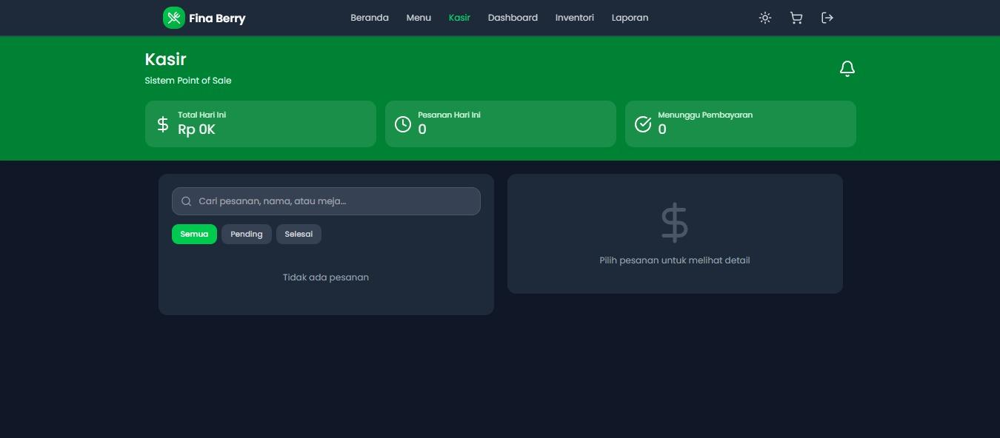 Fina Berry
Beranda Menu Kasir Dashboard Inventori Laporan
Kasir
Sistem Point of Sale
Total Hari Ini
Rp 0K
Pesanan Hari Ini
0
Menunggu Pembayaran
0
Cari pesanan, nama, atau meja...
Semua Pending Selesai
Tidak ada pesanan
Pilih pesanan untuk melihat detail